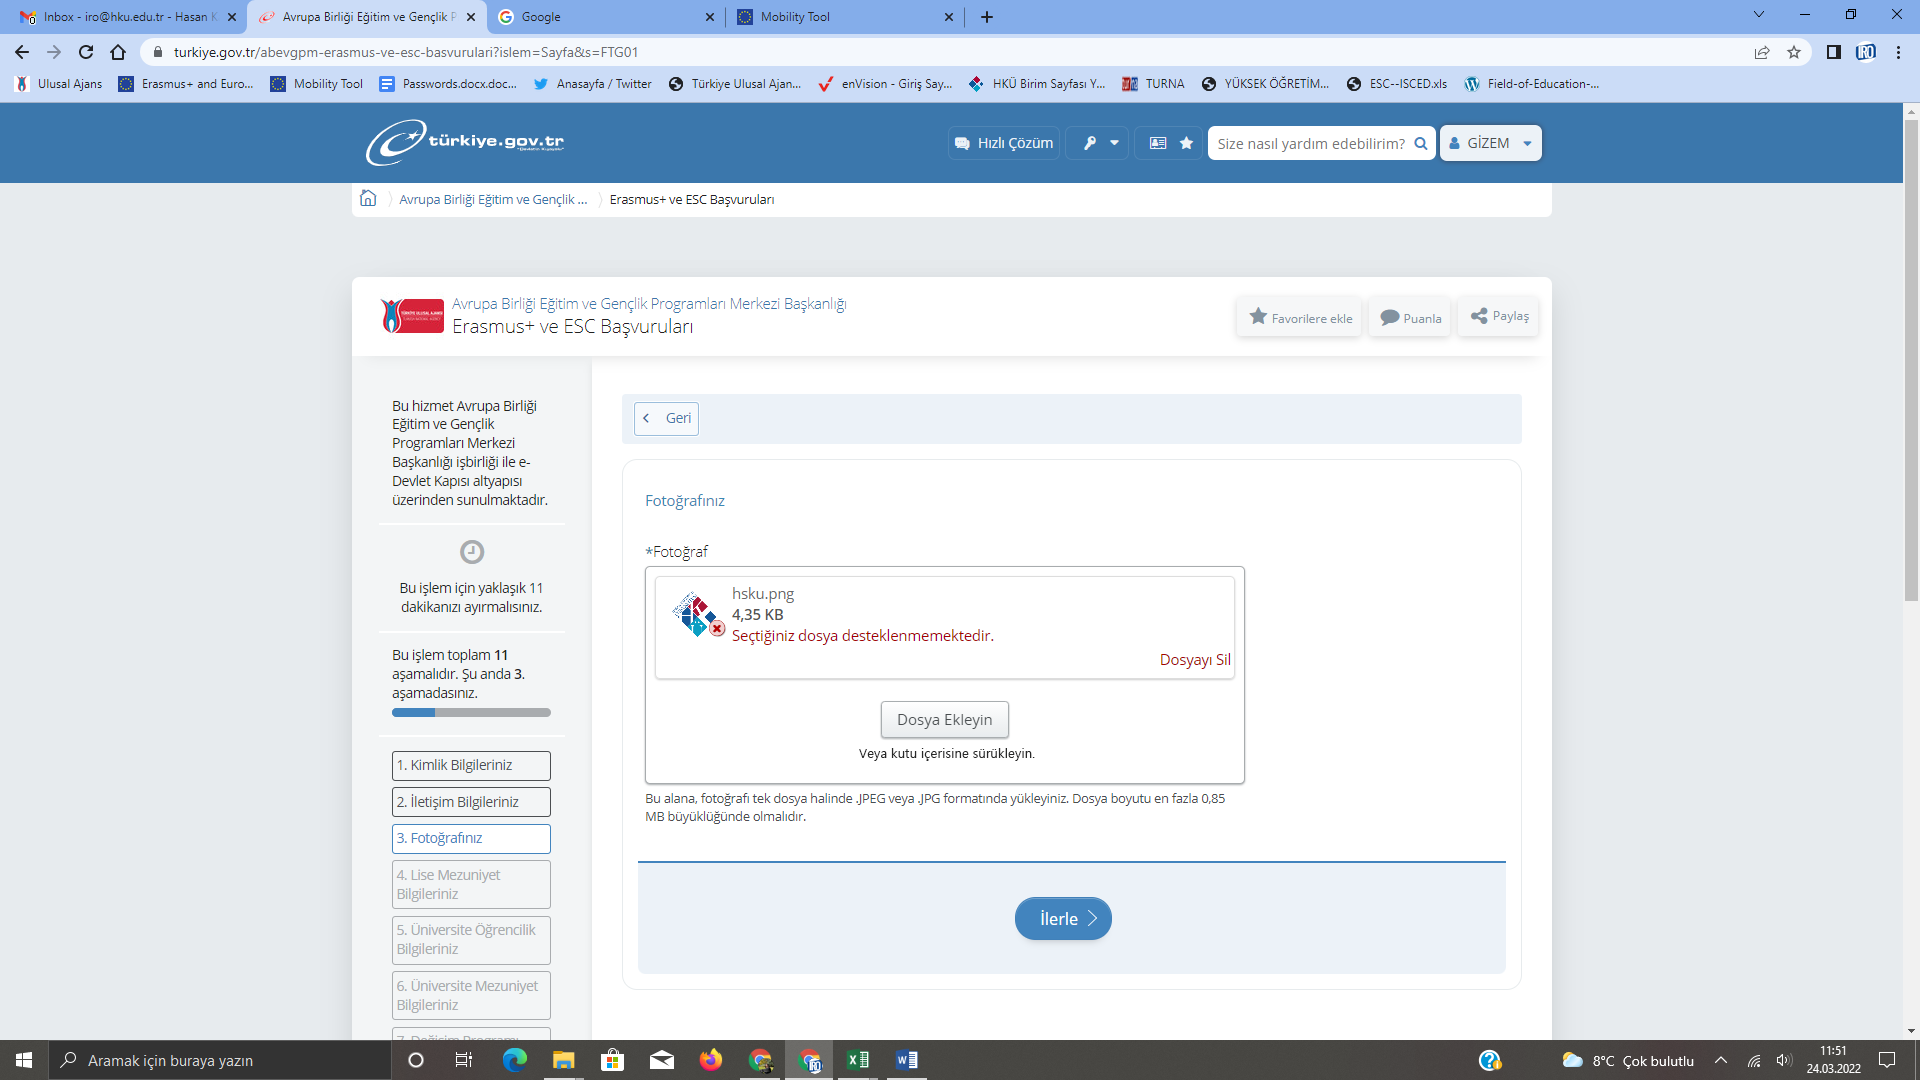 Inbox - iro@hku.edu.tr - Hasan K
Avrupa Birliği Eğitim ve Gençlik P
Google
Mobility Tool
turkiye.gov.tr/abevgpm-erasmus-ve-esc-basvurulari?islem=Sayfa&s=FTG01
Ulusal Ajans
Erasmus+ and Euro...
Mobility Tool
Passwords.docx.doc...
Anasayfa / Twitter
Türkiye Ulusal Ajan...
enVision - Giriş Say...
HKÜ Birim Sayfası Y...
TURNA
YÜKSEK ÖĞRETİM...
ESC--ISCED.xls
Field-of-Education-...
türkiye.gov.tr
Hızlı Çözüm
Size nasıl yardım edebilirim?
GİZEM
Avrupa Birliği Eğitim ve Gençlik ...
Erasmus+ ve ESC Başvuruları
Avrupa Birliği Eğitim ve Gençlik Programları Merkezi Başkanlığı
Erasmus+ ve ESC Başvuruları
Favorilere ekle
Puanla
Paylaş
Bu hizmet Avrupa Birliği
Eğitim ve Gençlik
Programları Merkezi
Başkanlığı işbirliği ile e-
Devlet Kapısı altyapısı
üzerinden sunulmaktadır.
Bu işlem için yaklaşık 11
dakikanızı ayırmalısınız.
Bu işlem toplam 11
aşamalıdır. Şu anda 3.
aşamadasınız.
1. Kimlik Bilgileriniz
2. İletişim Bilgileriniz
3. Fotoğrafınız
4. Lise Mezuniyet
Bilgileriniz
5. Üniversite Öğrencilik
Bilgileriniz
6. Üniversite Mezuniyet
Bilgileriniz
7. Değişim Programı
Geri
Fotoğrafınız
*Fotoğraf
hsku.png
4,35 KB
Seçtiğiniz dosya desteklenmemektedir.
Dosyayı Sil
Dosya Ekleyin
Veya kutu içerisine sürükleyin.
Bu alana, fotoğrafı tek dosya halinde .JPEG veya .JPG formatında yükleyiniz. Dosya boyutu en fazla 0,85
MB büyüklüğünde olmalıdır.
İlerle
Aramak için buraya yazın
8°C Çok bulutlu
11:51
24.03.2022